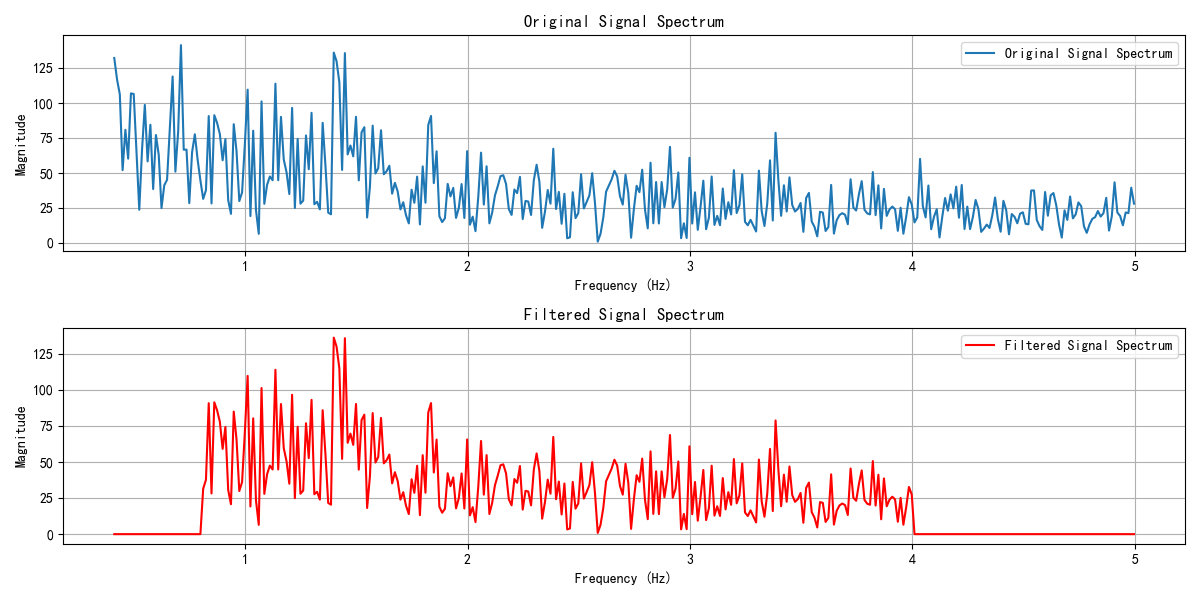 Original Signal Spectrum
Original Signal Spectrum
Magnitude
125
100
75
50
25
0
1
2
3
4
5
Frequency (Hz)
Filtered Signal Spectrum
Filtered Signal Spectrum
Magnitude
125
100
75
50
25
0
1
2
3
4
5
Frequency (Hz)